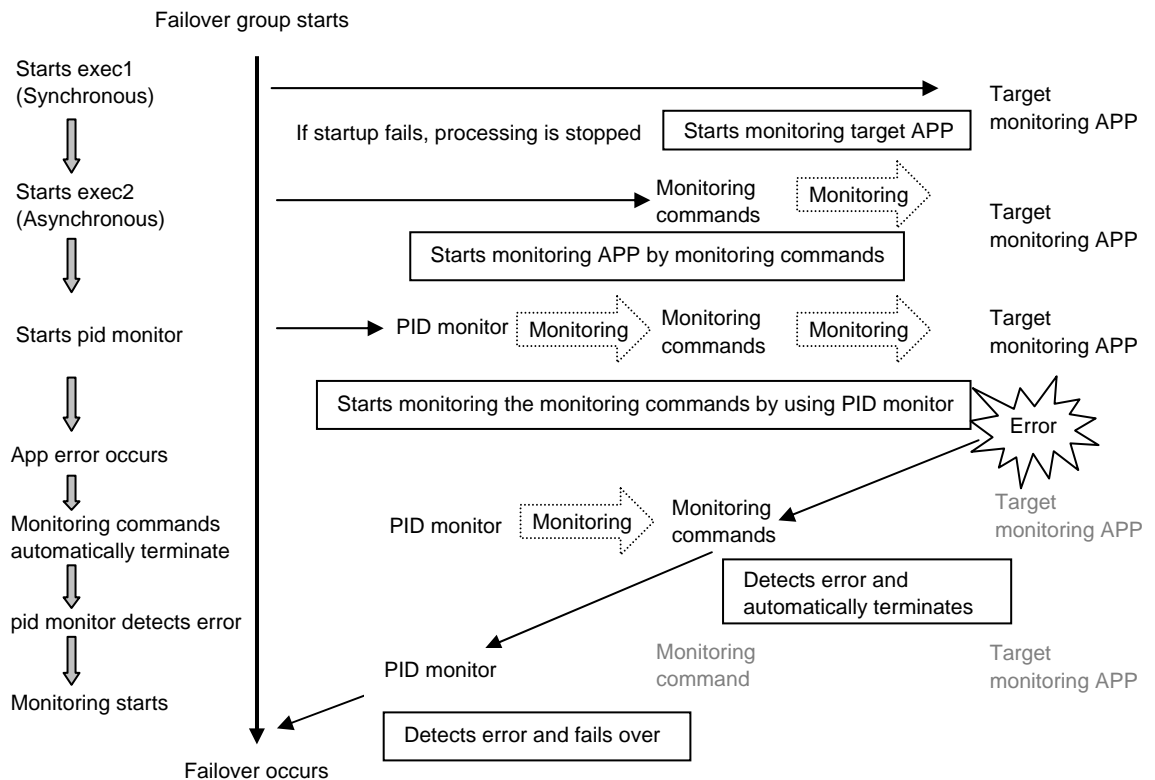 Failover group starts
Starts exec1
(Synchronous)
Target
monitoring APP
If startup fails, processing is stopped
Starts monitoring target APP
Starts exec2
(Asynchronous)
Monitoring
commands
Monitoring
Target
monitoring APP
Starts monitoring APP by monitoring commands
Starts pid monitor
PID monitor
Monitoring
Monitoring
commands
Monitoring
Target
monitoring APP
Starts monitoring the monitoring commands by using PID monitor
Error
App error occurs
Monitoring commands
automatically terminate
PID monitor
Monitoring
Monitoring
commands
Target
monitoring APP
Detects error and
automatically terminates
pid monitor detects error
PID monitor
Monitoring
command
Target
monitoring APP
Monitoring starts
Detects error and fails over
Failover occurs